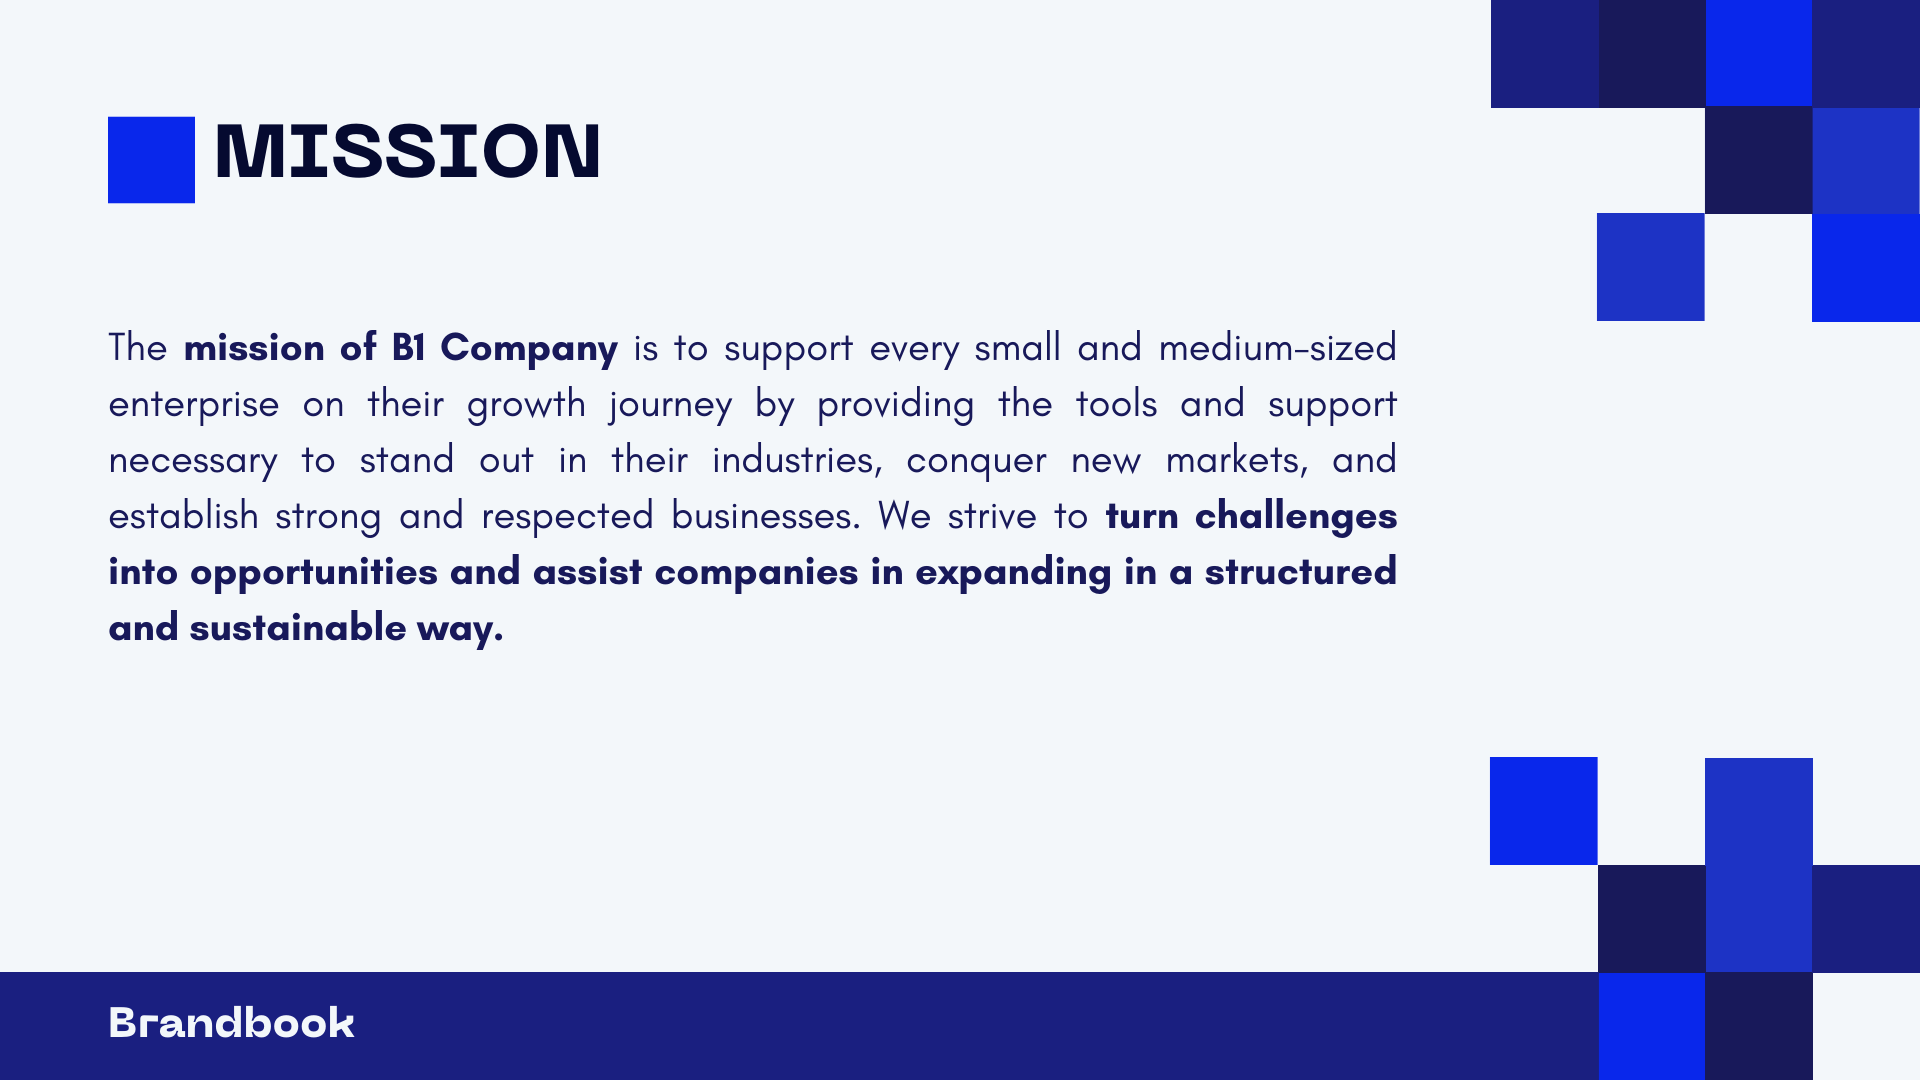 MISSION
The mission of B1 Company is to support every small and medium-sized
enterprise on their growth journey by providing the tools and support
necessary to stand out in their industries, conquer new markets, and
establish strong and respected businesses. We strive to turn challenges
into opportunities and assist companies in expanding in a structured
and sustainable way.
Brandbook